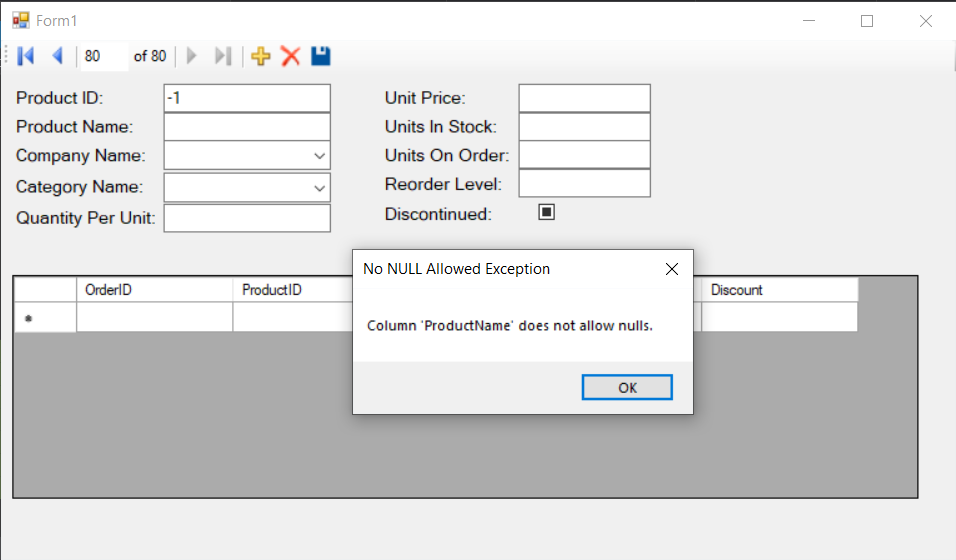 Form1
80 of 80
Product ID: -1
Product Name:
Company Name:
Category Name:
Quantity Per Unit:
Unit Price:
Units In Stock:
Units On Order:
Reorder Level:
Discontinued:
OrderID ProductID Discount
*
No NULL Allowed Exception
Column 'ProductName' does not allow nulls.
OK